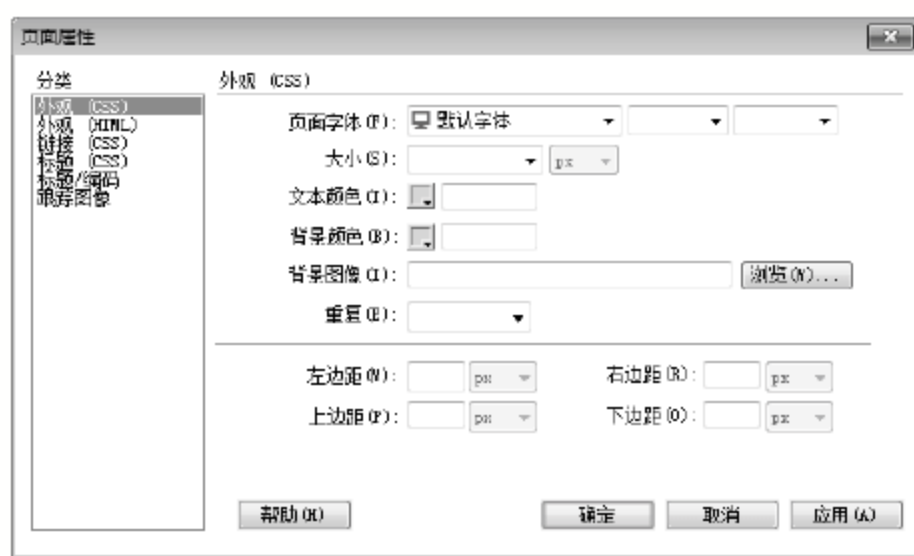 页面属性
分类
外观 (CSS)
外观 (HTML)
链接 (CSS)
标题 (CSS)
标题/编码
跟踪图像
外观 (CSS)
页面字体(F): 默认字体
大小(S): px
文本颜色(T):
背景颜色(B):
背景图像(I): 浏览(W)...
重复(E):
左边距(M): px 右边距(R): px
上边距(P): px 下边距(O): px
帮助(H) 确定 取消 应用(A)